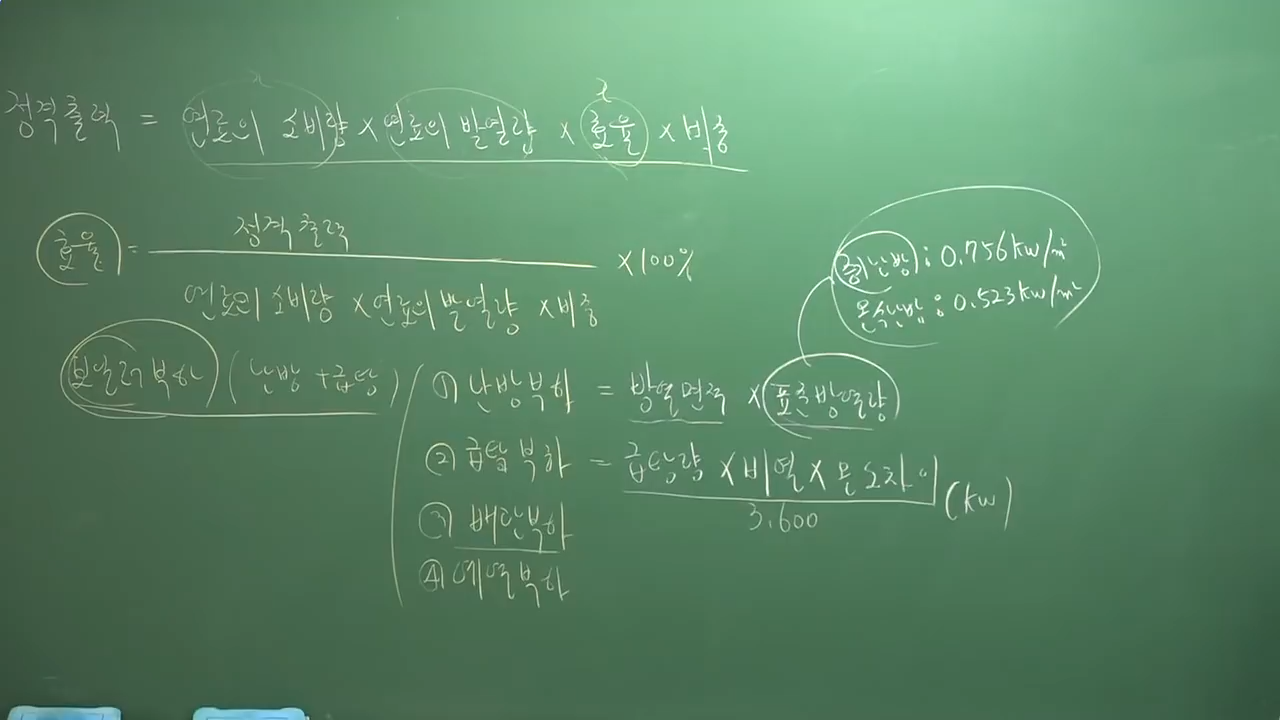 x x
정격출력 = 연료의 소비량 × 연료의 발열량 × 효율 × 비중
효율 = 정격출력
연료의 소비량 × 연료의 발열량 × 비중
×100%
증기난방 : 0.756kw/m²
온수난방 : 0.523kw/m²
보일러부하 (난방+급탕)
① 난방부하 = 방열면적 × 표준방열량
② 급탕부하 = 급탕량 × 비열 × 온도차이
3.600
(kw)
③ 배관부하
④ 예열부하